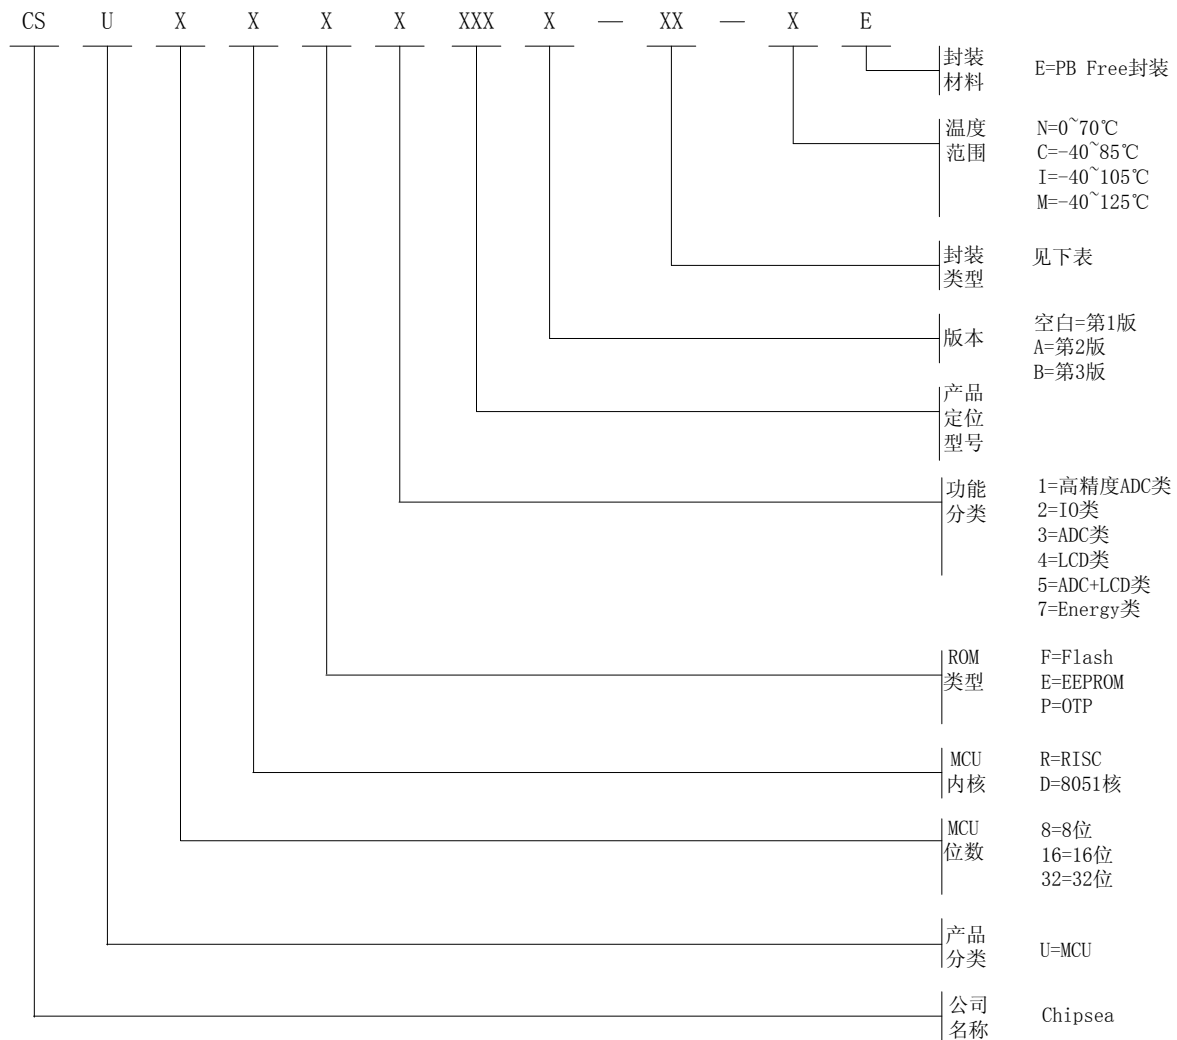 CS U X X X X XXX X — XX — X E
封装
材料
E=PB Free封装
温度
范围
N=0~70℃
C=-40~85℃
I=-40~105℃
M=-40~125℃
封装
类型
见下表
版本
空白=第1版
A=第2版
B=第3版
产品
定位
型号
功能
分类
1=高精度ADC类
2=IO类
3=ADC类
4=LCD类
5=ADC+LCD类
7=Energy类
ROM
类型
F=Flash
E=EEPROM
P=OTP
MCU
内核
R=RISC
D=8051核
MCU
位数
8=8位
16=16位
32=32位
产品
分类
U=MCU
公司
名称
Chipsea